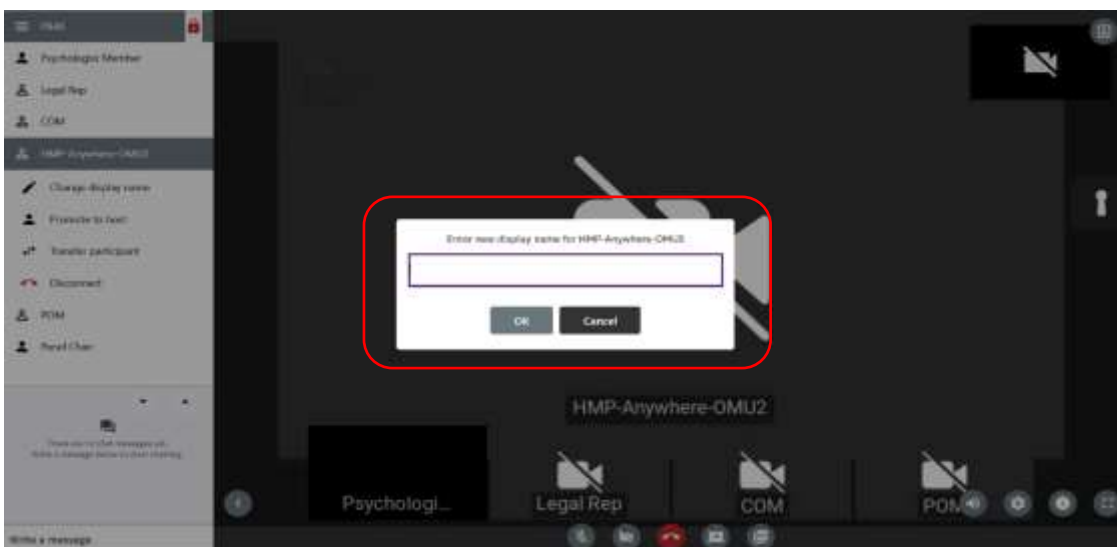 Psychologist Member
Legal Rep
COM
HMP-Anywhere-OMU2
Change display name
Promote to host
Transfer participant
Disconnect
POM
Panel Chair
Write a message
Enter new display name for HMP-Anywhere-OMU2
OK
Cancel
HMP-Anywhere-OMU2
Psychologi...
Legal Rep
COM
POM